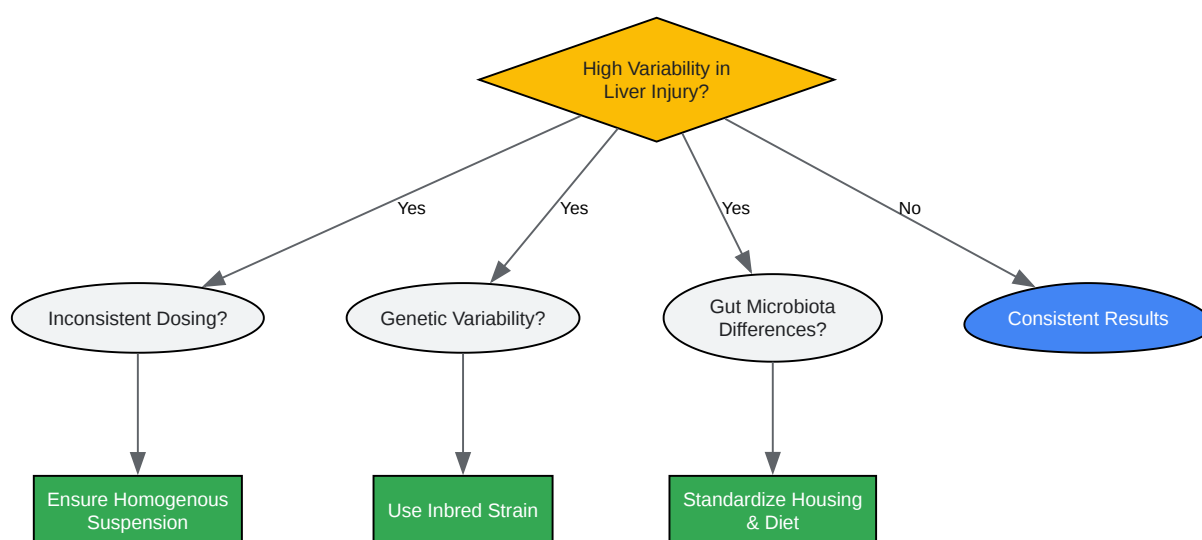 High Variability in
Liver Injury?
Yes
Yes
Yes
No
Inconsistent Dosing?
Genetic Variability?
Gut Microbiota
Differences?
Consistent Results
Ensure Homogenous
Suspension
Use Inbred Strain
Standardize Housing
& Diet